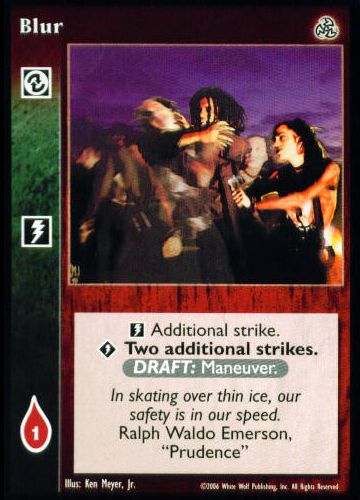 Blur
Additional strike.
Two additional strikes.
DRAFT: Maneuver.
In skating over thin ice, our
safety is in our speed.
Ralph Waldo Emerson,
"Prudence"
1
Illus: Ken Meyer, Jr.
©2006 White Wolf Publishing, Inc. All Rights Reserved